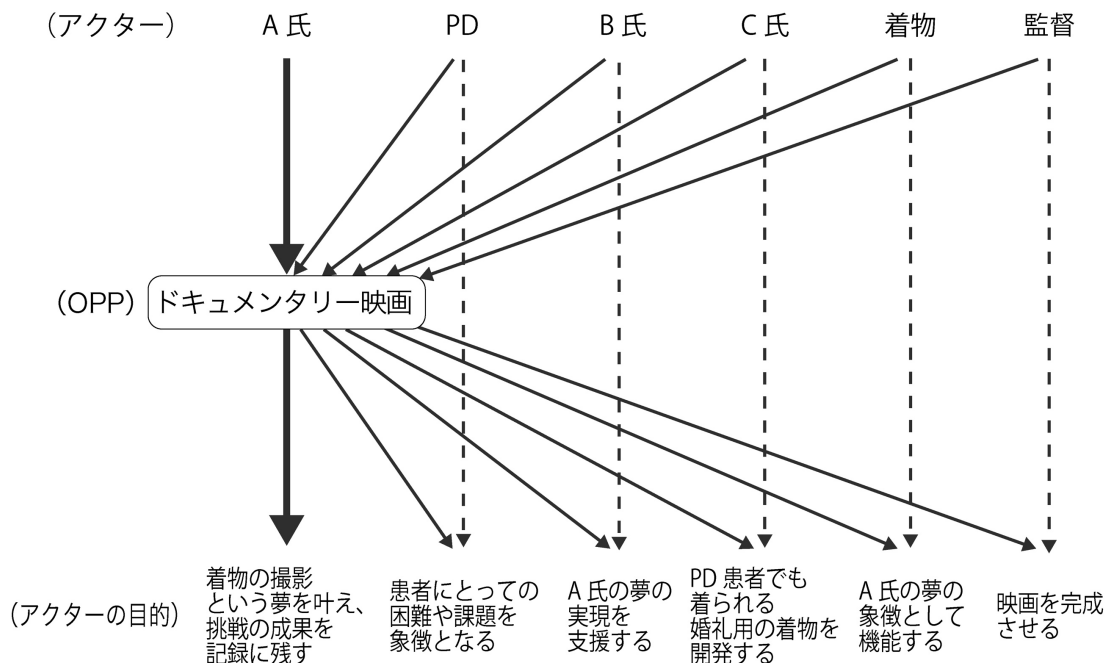 （アクター）
A 氏
PD
B 氏
C 氏
着物
監督
（OPP）
ドキュメンタリー映画
（アクターの目的）
着物の撮影
という夢を叶え、
挑戦の成果を
記録に残す
患者にとっての
困難や課題を
象徴となる
A 氏の夢の
実現を
支援する
PD 患者でも
着られる
婚礼用の着物を
開発する
A 氏の夢の
象徴として
機能する
映画を完成
させる